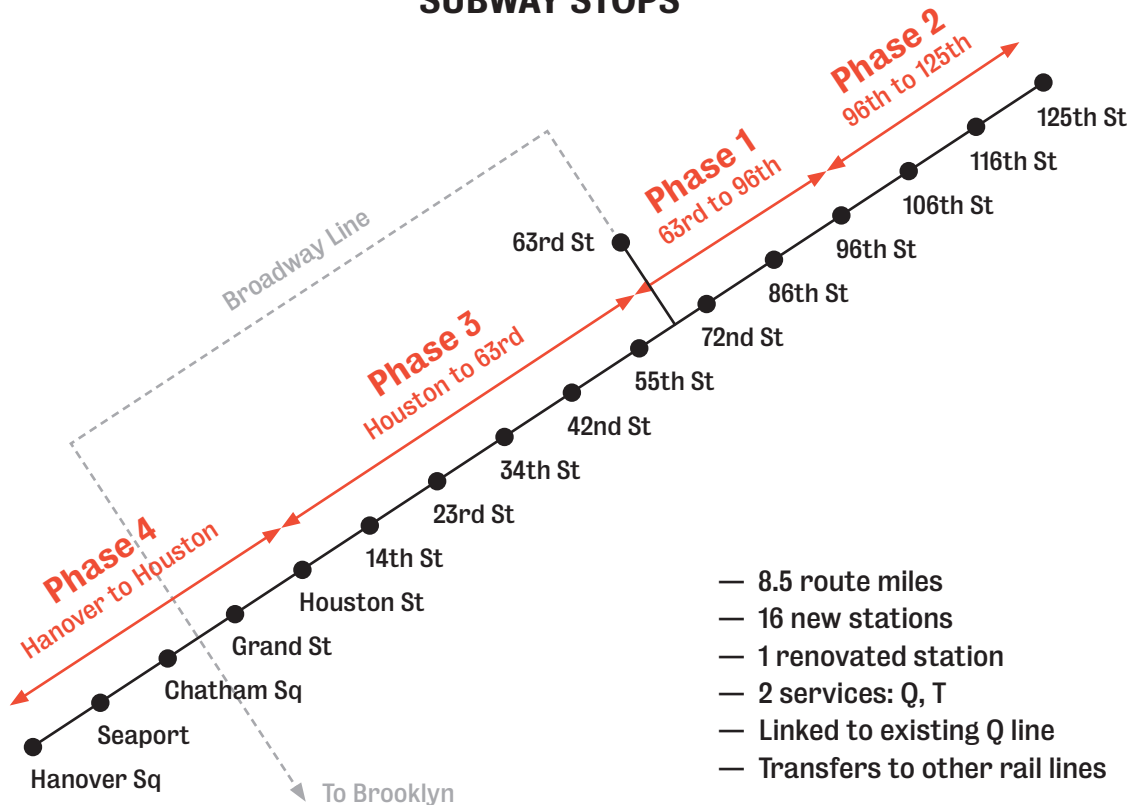 SUBWAY STOPS
Phase 2
96th to 125th
125th St
116th St
Phase 1
63rd to 96th
106th St
Broadway Line
63rd St
96th St
86th St
72nd St
Phase 3
Houston to 63rd
55th St
42nd St
34th St
23rd St
Phase 4
Hanover to Houston
14th St
Houston St
Grand St
Chatham Sq
Seaport
Hanover Sq
To Brooklyn
— 8.5 route miles
— 16 new stations
— 1 renovated station
— 2 services: Q, T
— Linked to existing Q line
— Transfers to other rail lines